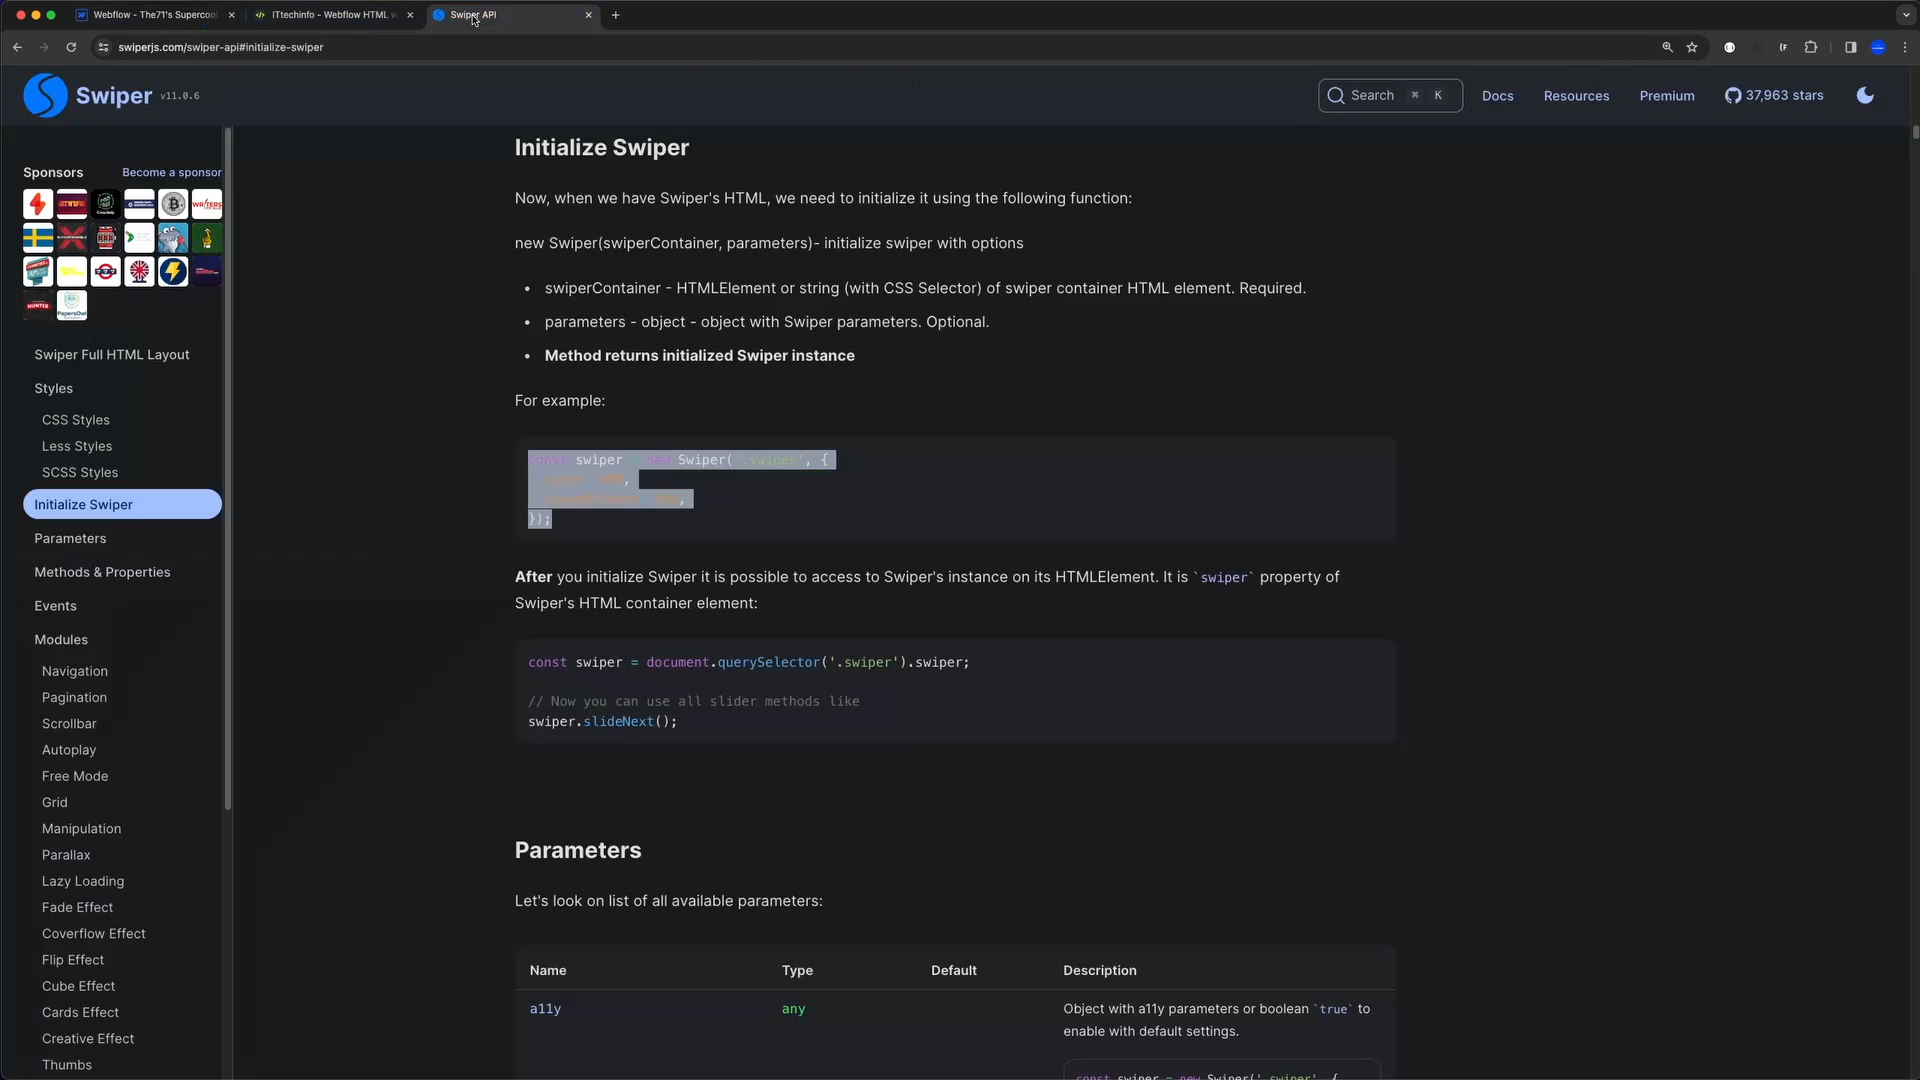 Webflow - The71's Supercoo
ITtechinfo - Webflow HTML w
Swiper API
swiperjs.com/swiper-api#initialize-swiper
Swiper v11.0.6
Search ⌘ K
Docs
Resources
Premium
37,963 stars
Sponsors
Become a sponsor
Swiper Full HTML Layout
Styles
CSS Styles
Less Styles
SCSS Styles
Initialize Swiper
Parameters
Methods & Properties
Events
Modules
Navigation
Pagination
Scrollbar
Autoplay
Free Mode
Grid
Manipulation
Parallax
Lazy Loading
Fade Effect
Coverflow Effect
Flip Effect
Cube Effect
Cards Effect
Creative Effect
Thumbs
Initialize Swiper
Now, when we have Swiper's HTML, we need to initialize it using the following function:
new Swiper(swiperContainer, parameters)- initialize swiper with options
• swiperContainer - HTMLElement or string (with CSS Selector) of swiper container HTML element. Required.
• parameters - object - object with Swiper parameters. Optional.
• Method returns initialized Swiper instance
For example:
const swiper = new Swiper('.swiper', {
,
,
});
After you initialize Swiper it is possible to access to Swiper's instance on its HTMLElement. It is `swiper` property of
Swiper's HTML container element:
const swiper = document.querySelector('.swiper').swiper;
// Now you can use all slider methods like
swiper.slideNext();
Parameters
Let's look on list of all available parameters:
Name Type Default Description
a11y any Object with a11y parameters or boolean `true` to
enable with default settings.
const swiper = new Swiper('.swiper', {